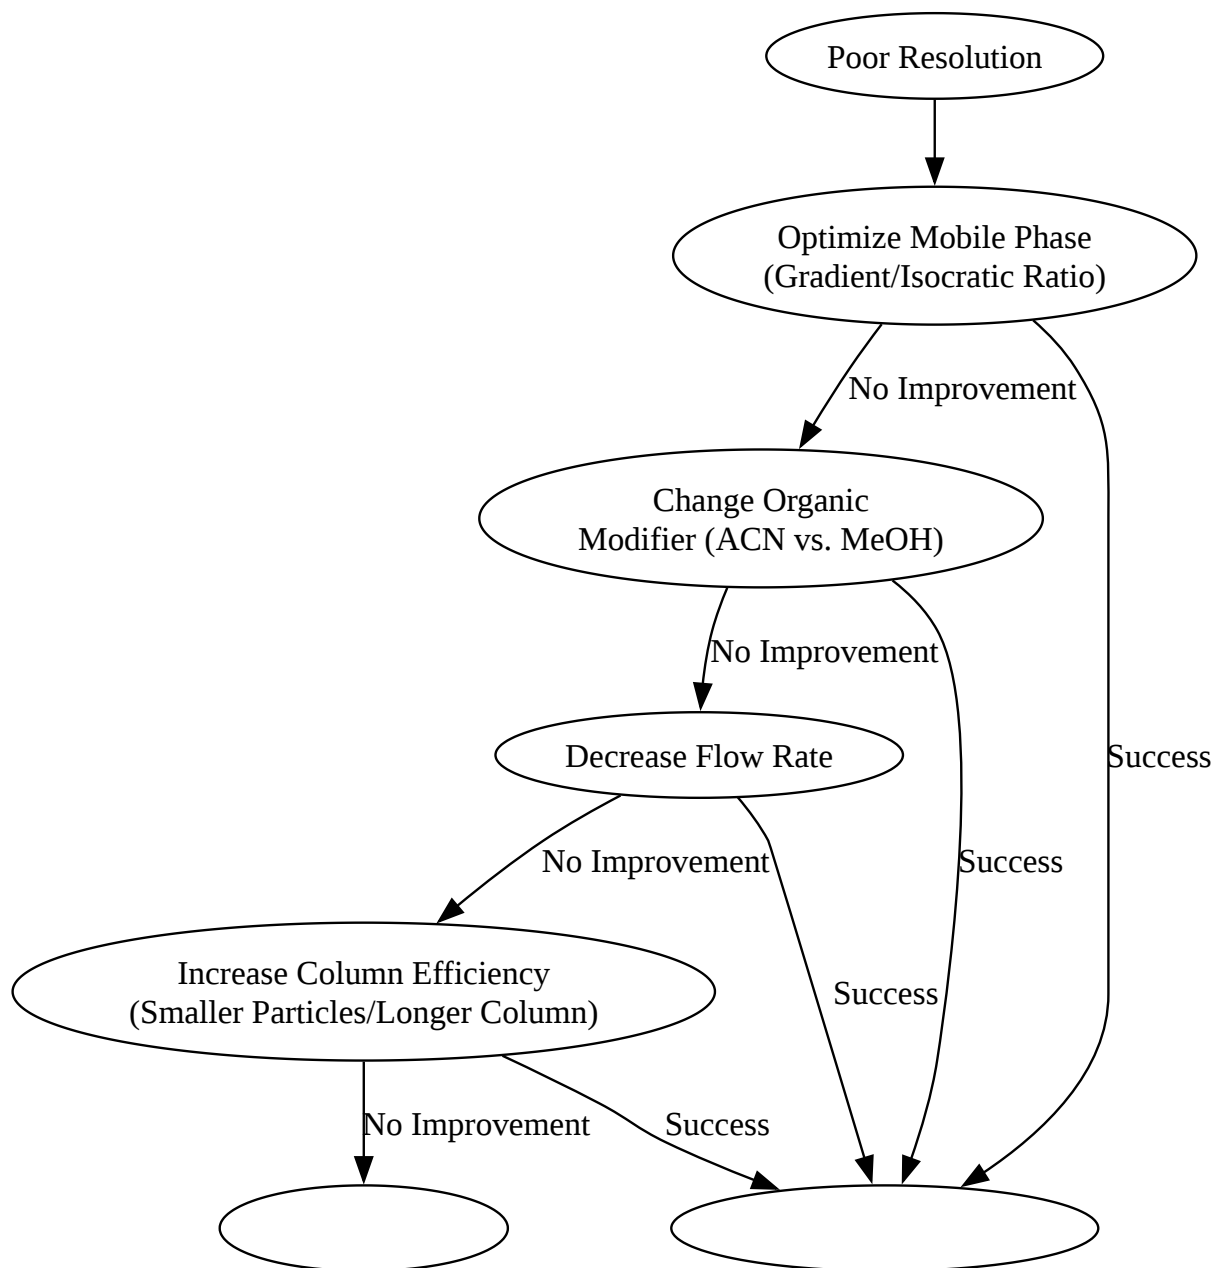 Poor Resolution
Optimize Mobile Phase
(Gradient/Isocratic Ratio)
No Improvement
Change Organic
Modifier (ACN vs. MeOH)
No Improvement
Decrease Flow Rate
Success
No Improvement
Success
Increase Column Efficiency
(Smaller Particles/Longer Column)
Success
No Improvement
Success